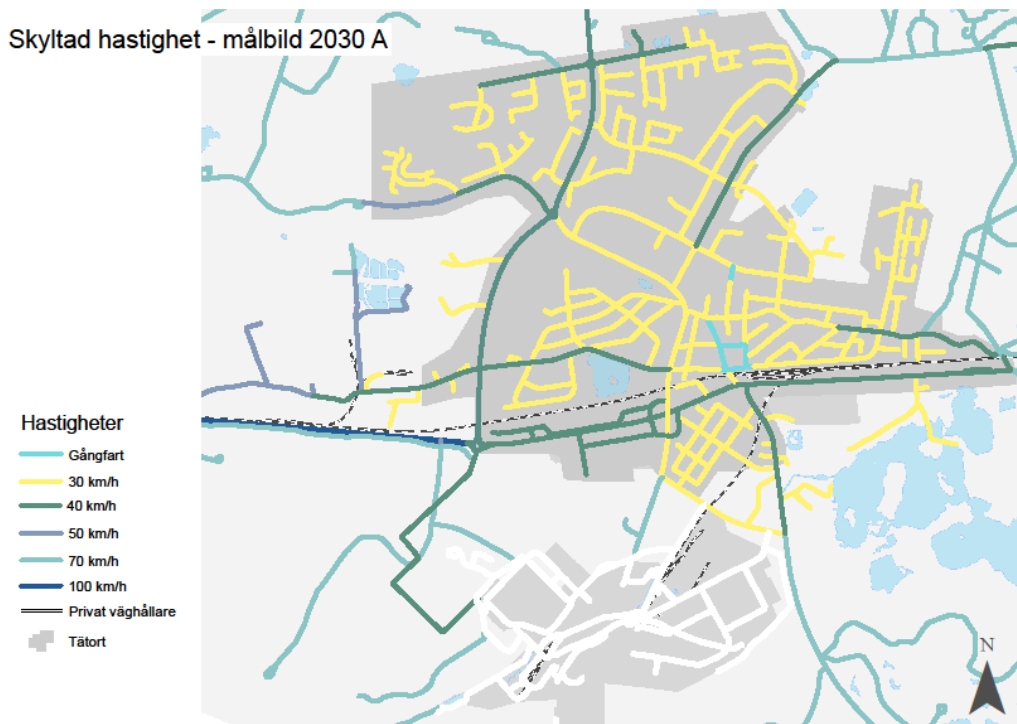 Skyltad hastighet - målbild 2030 A
Hastigheter
Gångfart
30 km/h
40 km/h
50 km/h
70 km/h
100 km/h
Privat väghållare
Tätort
N